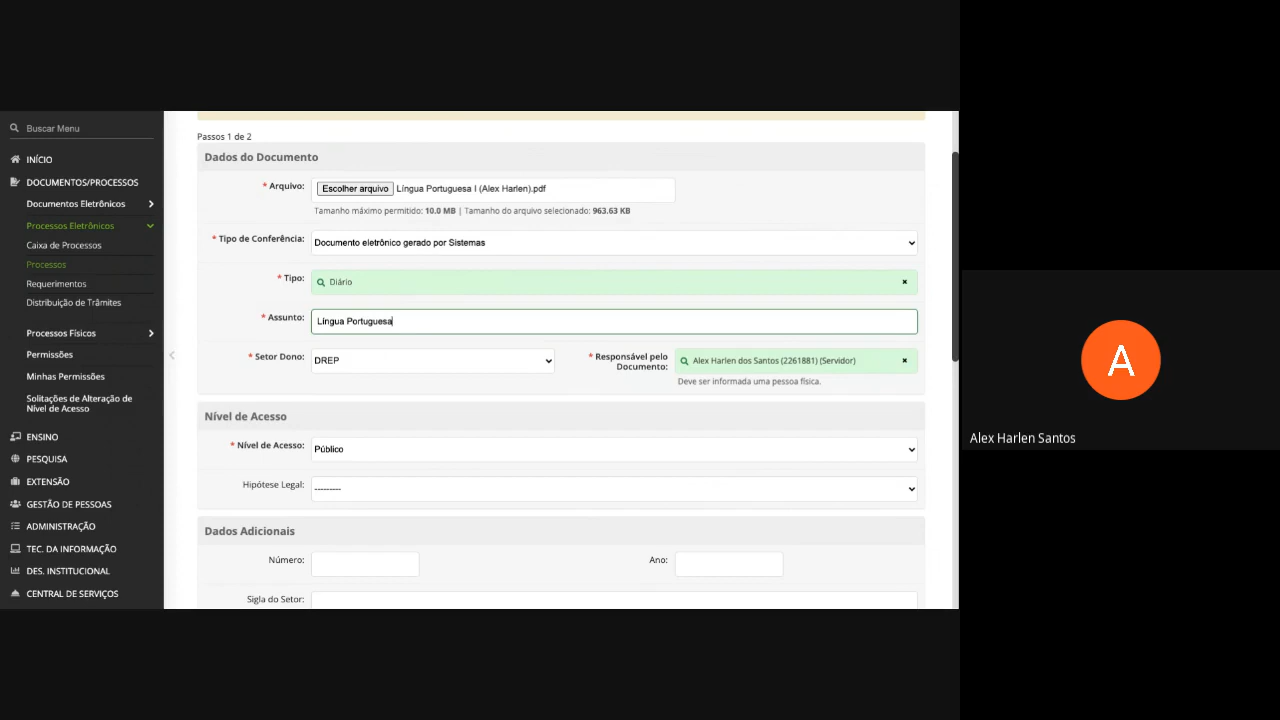 Buscar Menu
INÍCIO
DOCUMENTOS/PROCESSOS
Documentos Eletrônicos
Processos Eletrônicos
Caixa de Processos
Processos
Requerimentos
Distribuição de Trâmites
Processos Físicos
Permissões
Minhas Permissões
Solitações de Alteração de
Nível de Acesso
ENSINO
PESQUISA
EXTENSÃO
GESTÃO DE PESSOAS
ADMINISTRAÇÃO
TEC. DA INFORMAÇÃO
DES. INSTITUCIONAL
CENTRAL DE SERVIÇOS
Passos 1 de 2
Dados do Documento
* Arquivo: Escolher arquivo Língua Portuguesa I (Alex Harlen).pdf
Tamanho máximo permitido: 10.0 MB | Tamanho do arquivo selecionado: 963.63 KB
* Tipo de Conferência: Documento eletrônico gerado por Sistemas
* Tipo: Diário
* Assunto: Língua Portuguesa
* Setor Dono: DREP
* Responsável pelo
Documento: Alex Harlen dos Santos (2261881) (Servidor)
Deve ser informada uma pessoa física.
Nível de Acesso
* Nível de Acesso: Público
Hipótese Legal: ---------
Dados Adicionais
Número: Ano:
Sigla do Setor:
A
Alex Harlen Santos